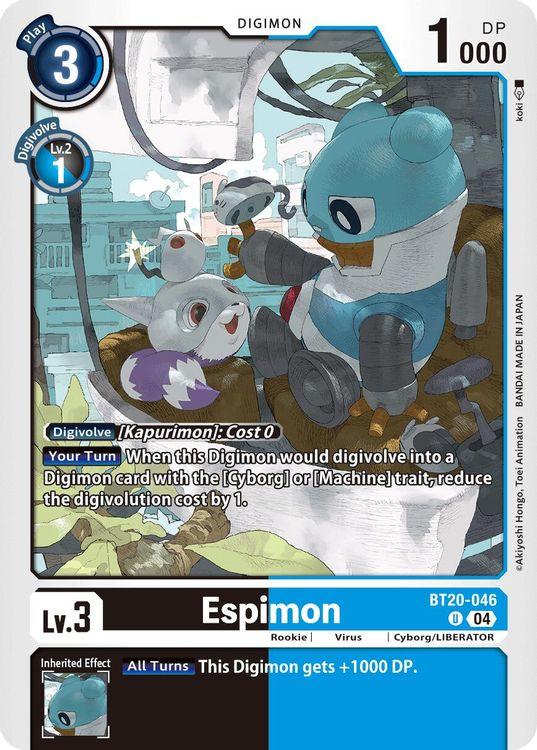 Play
3
DIGIMON
1000
DP
Digivolve
Lv.2
1
koki
©Akiyoshi Hongo, Toei Animation BANDAI MADE IN JAPAN
Digivolve [Kapurimon]: Cost 0
Your Turn When this Digimon would digivolve into a
Digimon card with the [Cyborg] or [Machine] trait, reduce
the digivolution cost by 1.
Lv.3
Espimon
BT20-046
U 04
Rookie | Virus | Cyborg/LIBERATOR
Inherited Effect
All Turns This Digimon gets +1000 DP.